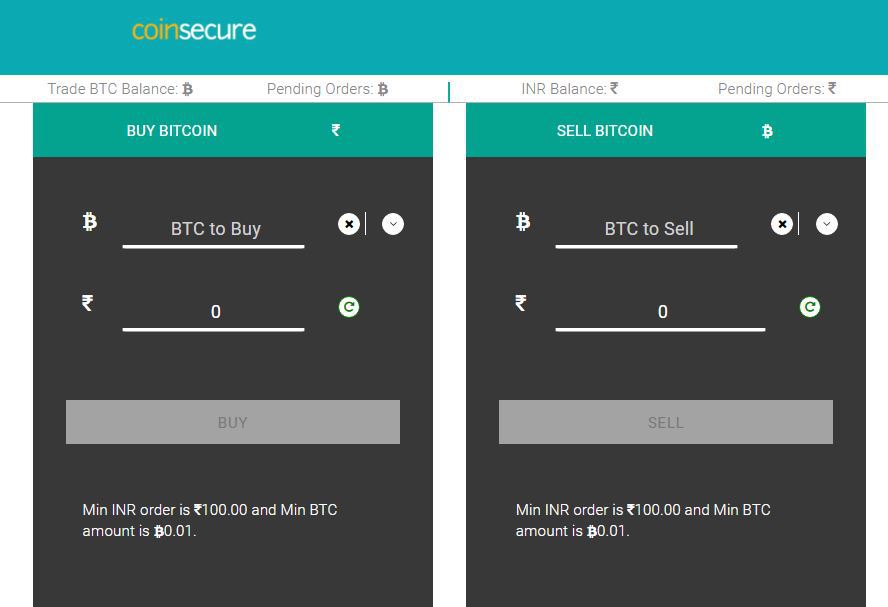 coinsecure
Trade BTC Balance: ₿
Pending Orders: ₿
INR Balance: ₹
Pending Orders: ₹
BUY BITCOIN ₹
₿ BTC to Buy
₹ 0
BUY
Min INR order is ₹100.00 and Min BTC
amount is ₿0.01.
SELL BITCOIN ₿
₿ BTC to Sell
₹ 0
SELL
Min INR order is ₹100.00 and Min BTC
amount is ₿0.01.